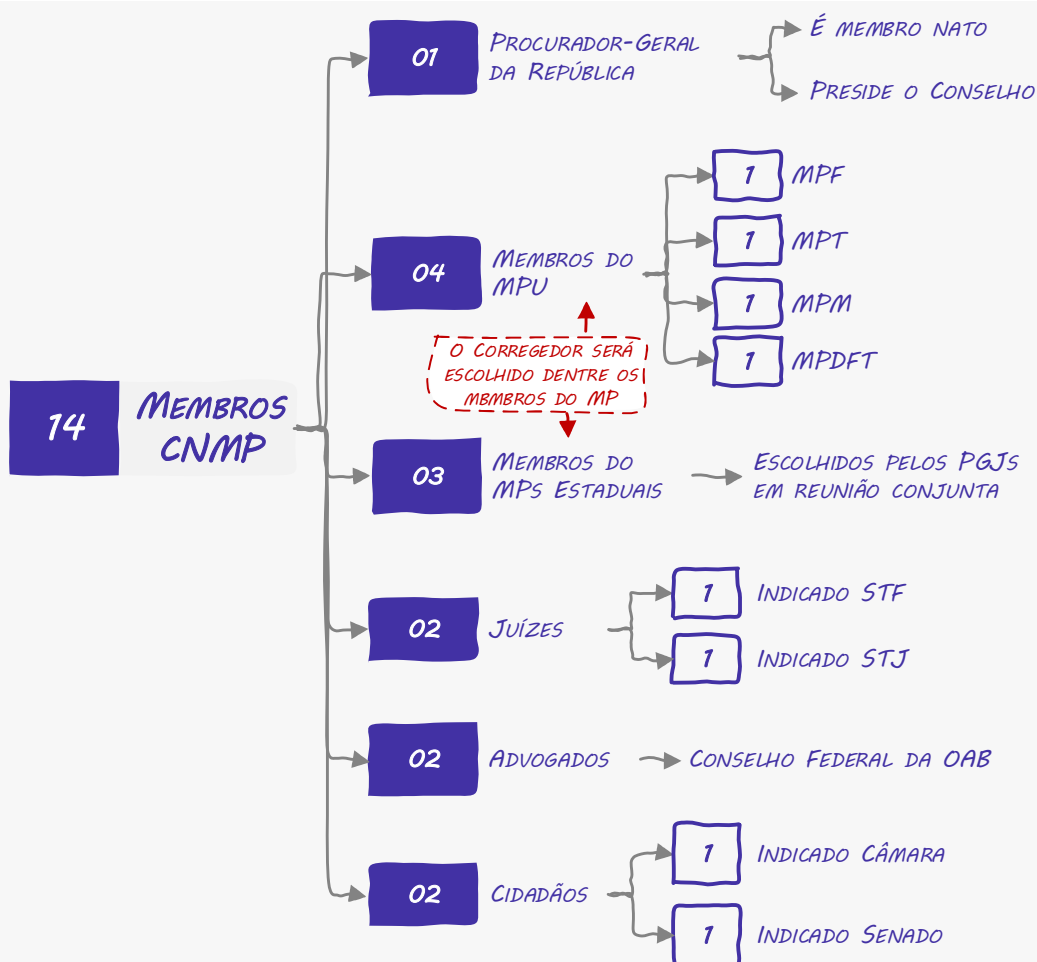 01
Procurador-Geral
da República
É membro nato
Preside o Conselho
04
Membros do
MPU
1
MPF
1
MPT
1
MPM
1
MPDFT
O Corregedor será
escolhido dentre os
mbmbros do MP
14
Membros
CNMP
03
Membros do
MPs Estaduais
Escolhidos pelos PGJs
em reunião conjunta
02
Juízes
1
Indicado STF
1
Indicado STJ
02
Advogados
Conselho Federal da OAB
02
Cidadãos
1
Indicado Câmara
1
Indicado Senado